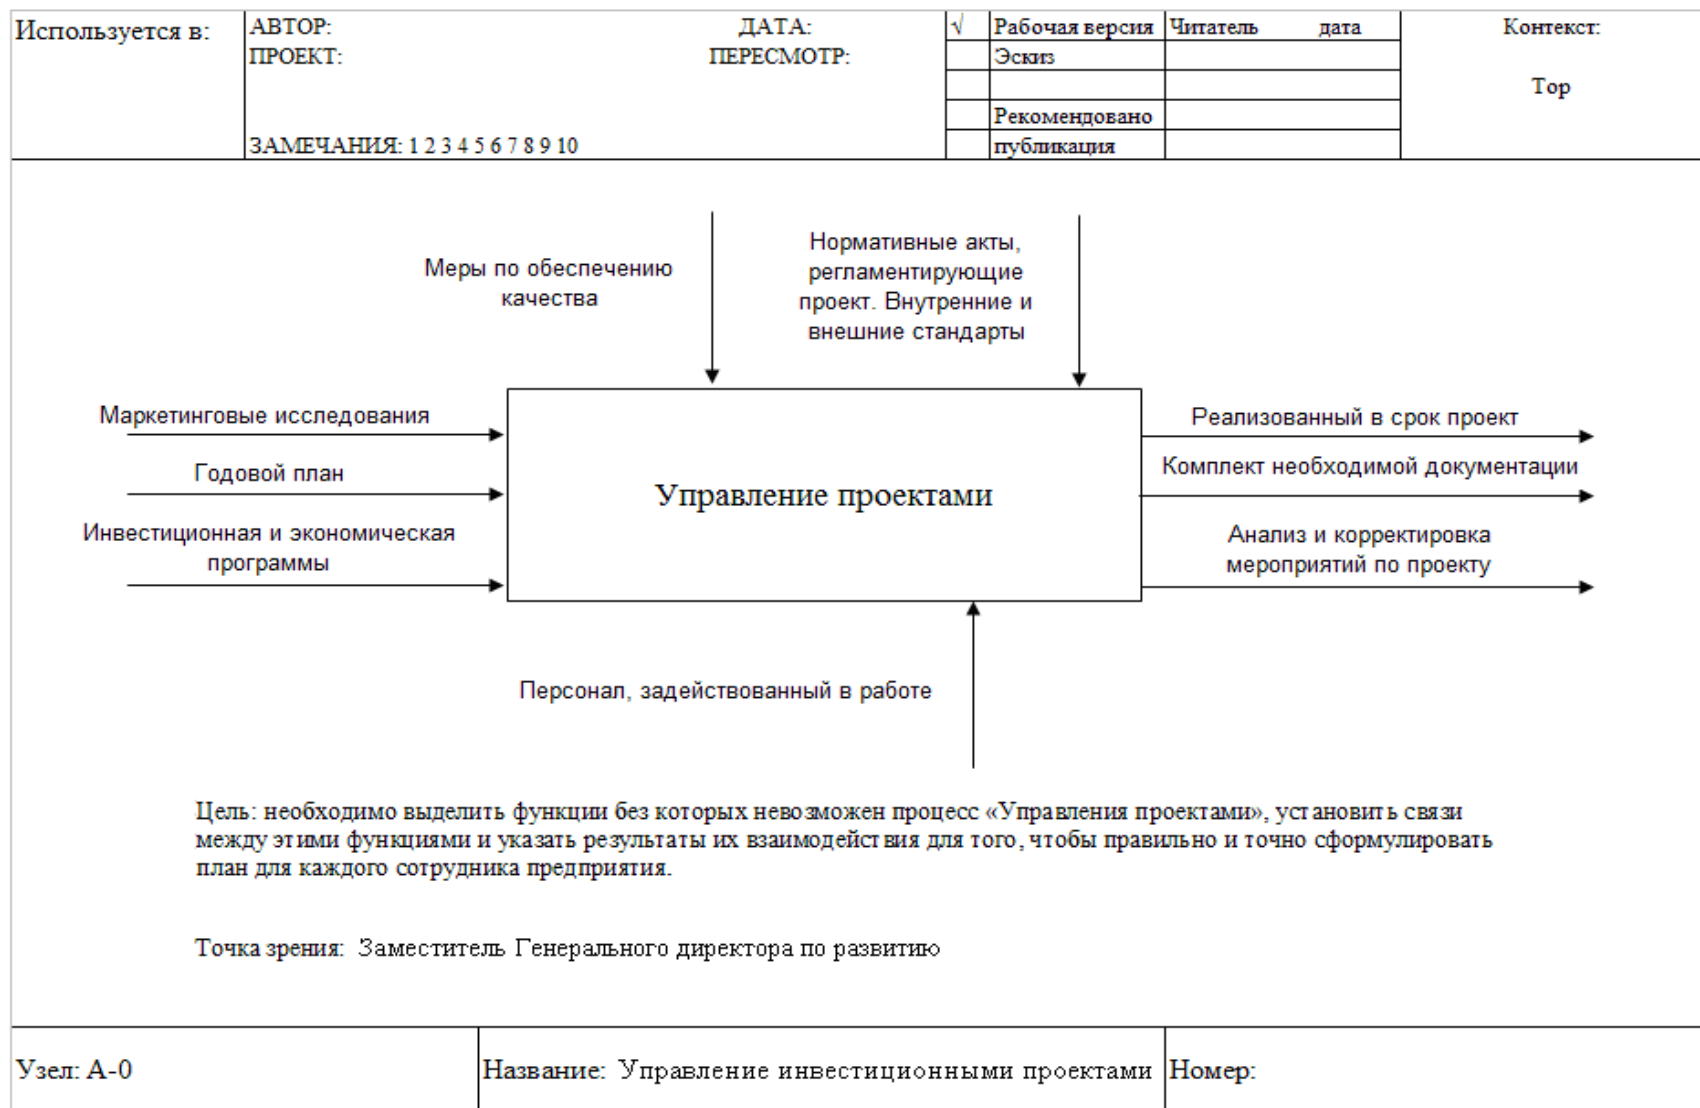 Используется в:
АВТОР:
ДАТА:
√
Рабочая версия
Читатель
дата
Контекст:
ПРОЕКТ:
ПЕРЕСМОТР:
Эскиз
Top
Рекомендовано
ЗАМЕЧАНИЯ: 1 2 3 4 5 6 7 8 9 10
публикация
Меры по обеспечению
качества
Нормативные акты,
регламентирующие
проект. Внутренние и
внешние стандарты
Маркетинговые исследования
Годовой план
Инвестиционная и экономическая
программы
Управление проектами
Реализованный в срок проект
Комплект необходимой документации
Анализ и корректировка
мероприятий по проекту
Персонал, задействованный в работе
Цель: необходимо выделить функции без которых невозможен процесс «Управления проектами», установить связи
между этими функциями и указать результаты их взаимодействия для того, чтобы правильно и точно сформулировать
план для каждого сотрудника предприятия.
Точка зрения: Заместитель Генерального директора по развитию
Узел: А-0
Название: Управление инвестиционными проектами
Номер: